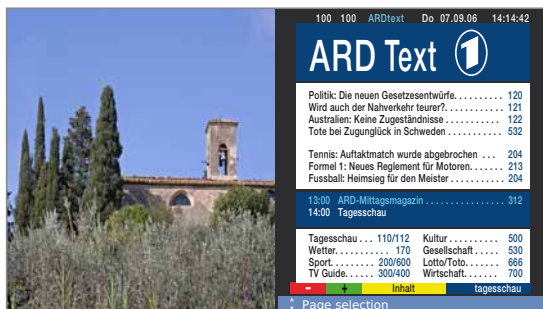 100 100 ARDtext Do 07.09.06 14:14:42
ARD Text 1
Politik: Die neuen Gesetzesentwürfe.......... 120
Wird auch der Nahverkehr teurer?............ 121
Australien: Keine Zugeständnisse ............ 122
Tote bei Zugunglück in Schweden ........... 532
Tennis: Auftaktmatch wurde abgebrochen ... 204
Formel 1: Neues Reglement für Motoren....... 213
Fussball: Heimsieg für den Meister ........... 204
13:00 ARD-Mittagsmagazin ................ 312
14:00 Tagesschau
Tagesschau ... 110/112 Kultur .......... 500
Wetter........... 170 Gesellschaft ..... 530
Sport........ 200/600 Lotto/Toto....... 666
TV Guide...... 300/400 Wirtschaft....... 700
- + Inhalt tagesschau
Page selection